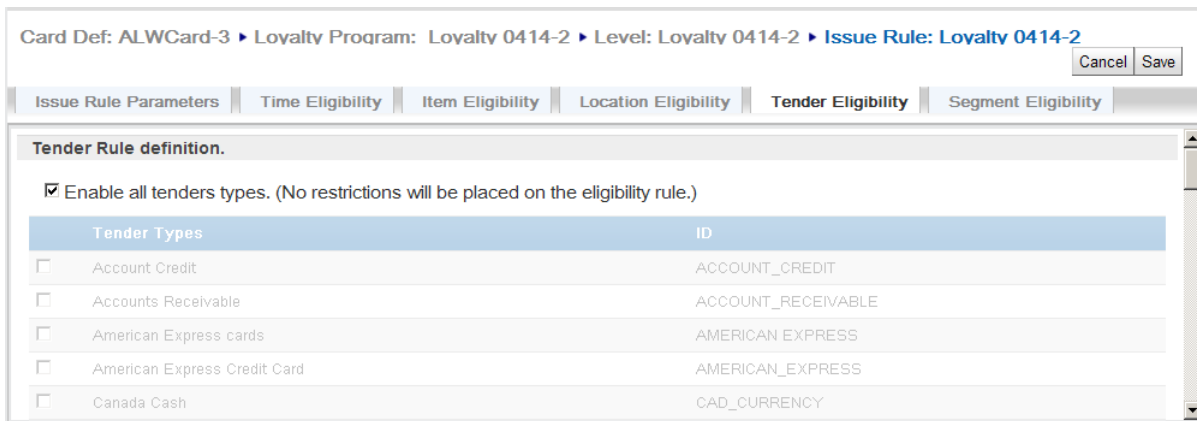 Card Def: ALWCard-3 ▸ Loyalty Program: Loyalty 0414-2 ▸ Level: Loyalty 0414-2 ▸ Issue Rule: Loyalty 0414-2
Cancel Save
Issue Rule Parameters Time Eligibility Item Eligibility Location Eligibility Tender Eligibility Segment Eligibility
Tender Rule definition.
Enable all tenders types. (No restrictions will be placed on the eligibility rule.)
Tender Types ID
Account Credit ACCOUNT_CREDIT
Accounts Receivable ACCOUNT_RECEIVABLE
American Express cards AMERICAN EXPRESS
American Express Credit Card AMERICAN_EXPRESS
Canada Cash CAD_CURRENCY